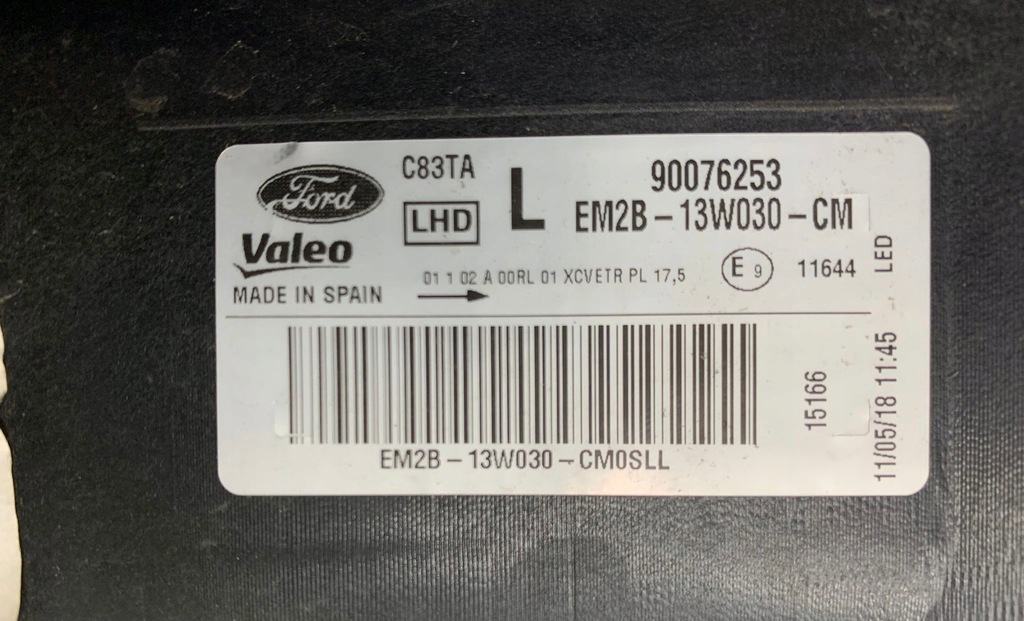 Ford
C83TA
L
90076253
LHD
EM2B-13W030-CM
Valeo
MADE IN SPAIN
01 1 02 A 00RL 01 XCVETR PL 17,5
E 9
11644
LED
15166
11/05/18 11:45
EM2B-13W030-CM0SLL